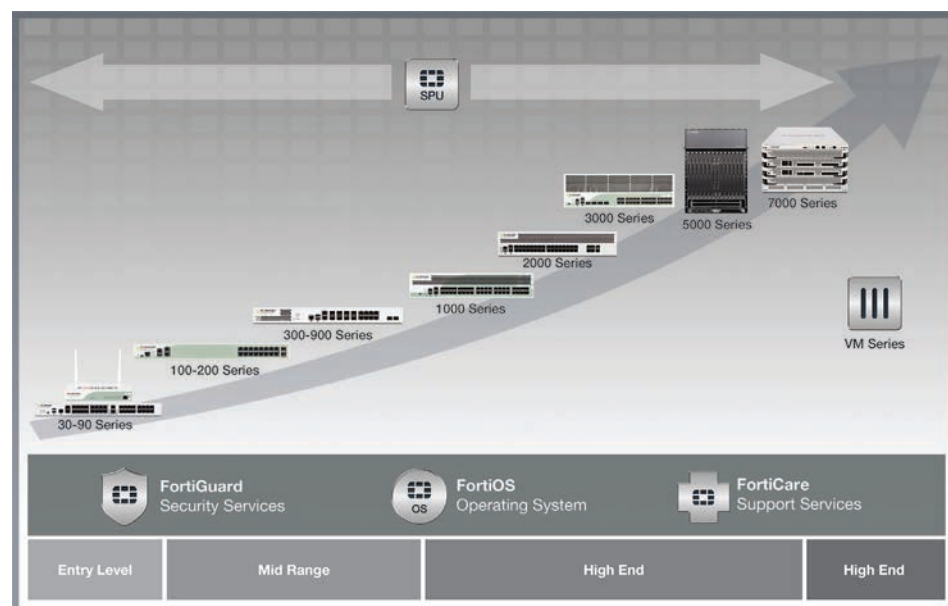 SPU
7000 Series
5000 Series
3000 Series
2000 Series
1000 Series
300-900 Series
VM Series
100-200 Series
30-90 Series
FortiGuard
Security Services
OS
FortiOS
Operating System
FortiCare
Support Services
Entry Level
Mid Range
High End
High End